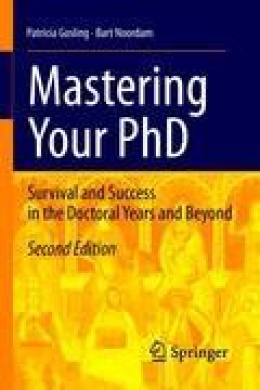 Patricia Gosling · Bart Noordam
Mastering
Your PhD
Survival and Success
in the Doctoral Years and Beyond
Second Edition
Springer